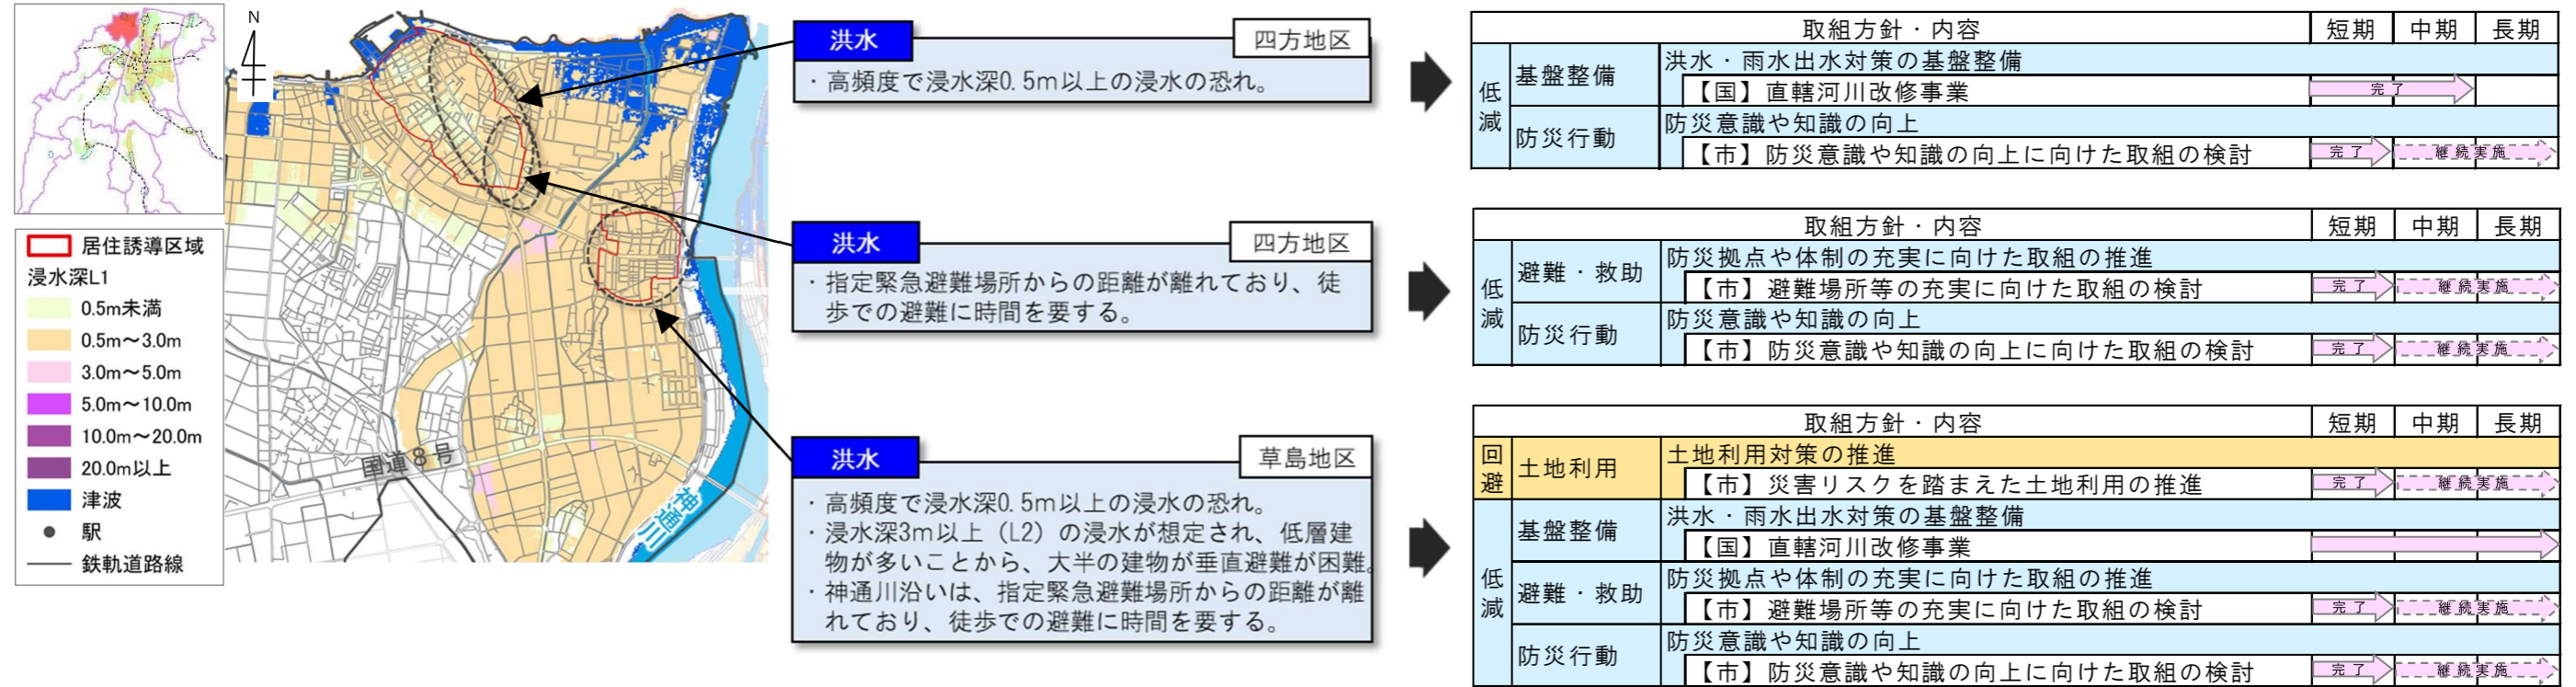 N
居住誘導区域
浸水深L1
0.5m未満
0.5m～3.0m
3.0m～5.0m
5.0m～10.0m
10.0m～20.0m
20.0m以上
津波
駅
鉄軌道路線
国道8号
神通川
洪水
四方地区
・高頻度で浸水深0.5m以上の浸水の恐れ。
洪水
四方地区
・指定緊急避難場所からの距離が離れており、徒
歩での避難に時間を要する。
洪水
草島地区
・高頻度で浸水深0.5m以上の浸水の恐れ。
・浸水深3m以上（L2）の浸水が想定され、低層建
物が多いことから、大半の建物が垂直避難が困難。
・神通川沿いは、指定緊急避難場所からの距離が離
れており、徒歩での避難に時間を要する。
取組方針・内容 短期 中期 長期
低減
基盤整備
洪水・雨水出水対策の基盤整備
【国】直轄河川改修事業 完了
防災行動
防災意識や知識の向上
【市】防災意識や知識の向上に向けた取組の検討 完了 継続実施
取組方針・内容 短期 中期 長期
低減
避難・救助
防災拠点や体制の充実に向けた取組の推進
【市】避難場所等の充実に向けた取組の検討 完了 継続実施
防災行動
防災意識や知識の向上
【市】防災意識や知識の向上に向けた取組の検討 完了 継続実施
取組方針・内容 短期 中期 長期
回避
土地利用
土地利用対策の推進
【市】災害リスクを踏まえた土地利用の推進 完了 継続実施
低減
基盤整備
洪水・雨水出水対策の基盤整備
【国】直轄河川改修事業
避難・救助
防災拠点や体制の充実に向けた取組の推進
【市】避難場所等の充実に向けた取組の検討 完了 継続実施
防災行動
防災意識や知識の向上
【市】防災意識や知識の向上に向けた取組の検討 完了 継続実施